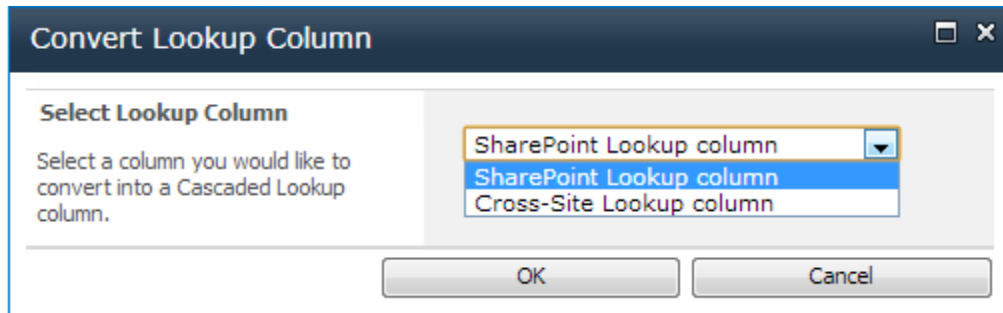 Convert Lookup Column
Select Lookup Column
Select a column you would like to
convert into a Cascaded Lookup
column.
SharePoint Lookup column
SharePoint Lookup column
Cross-Site Lookup column
OK
Cancel